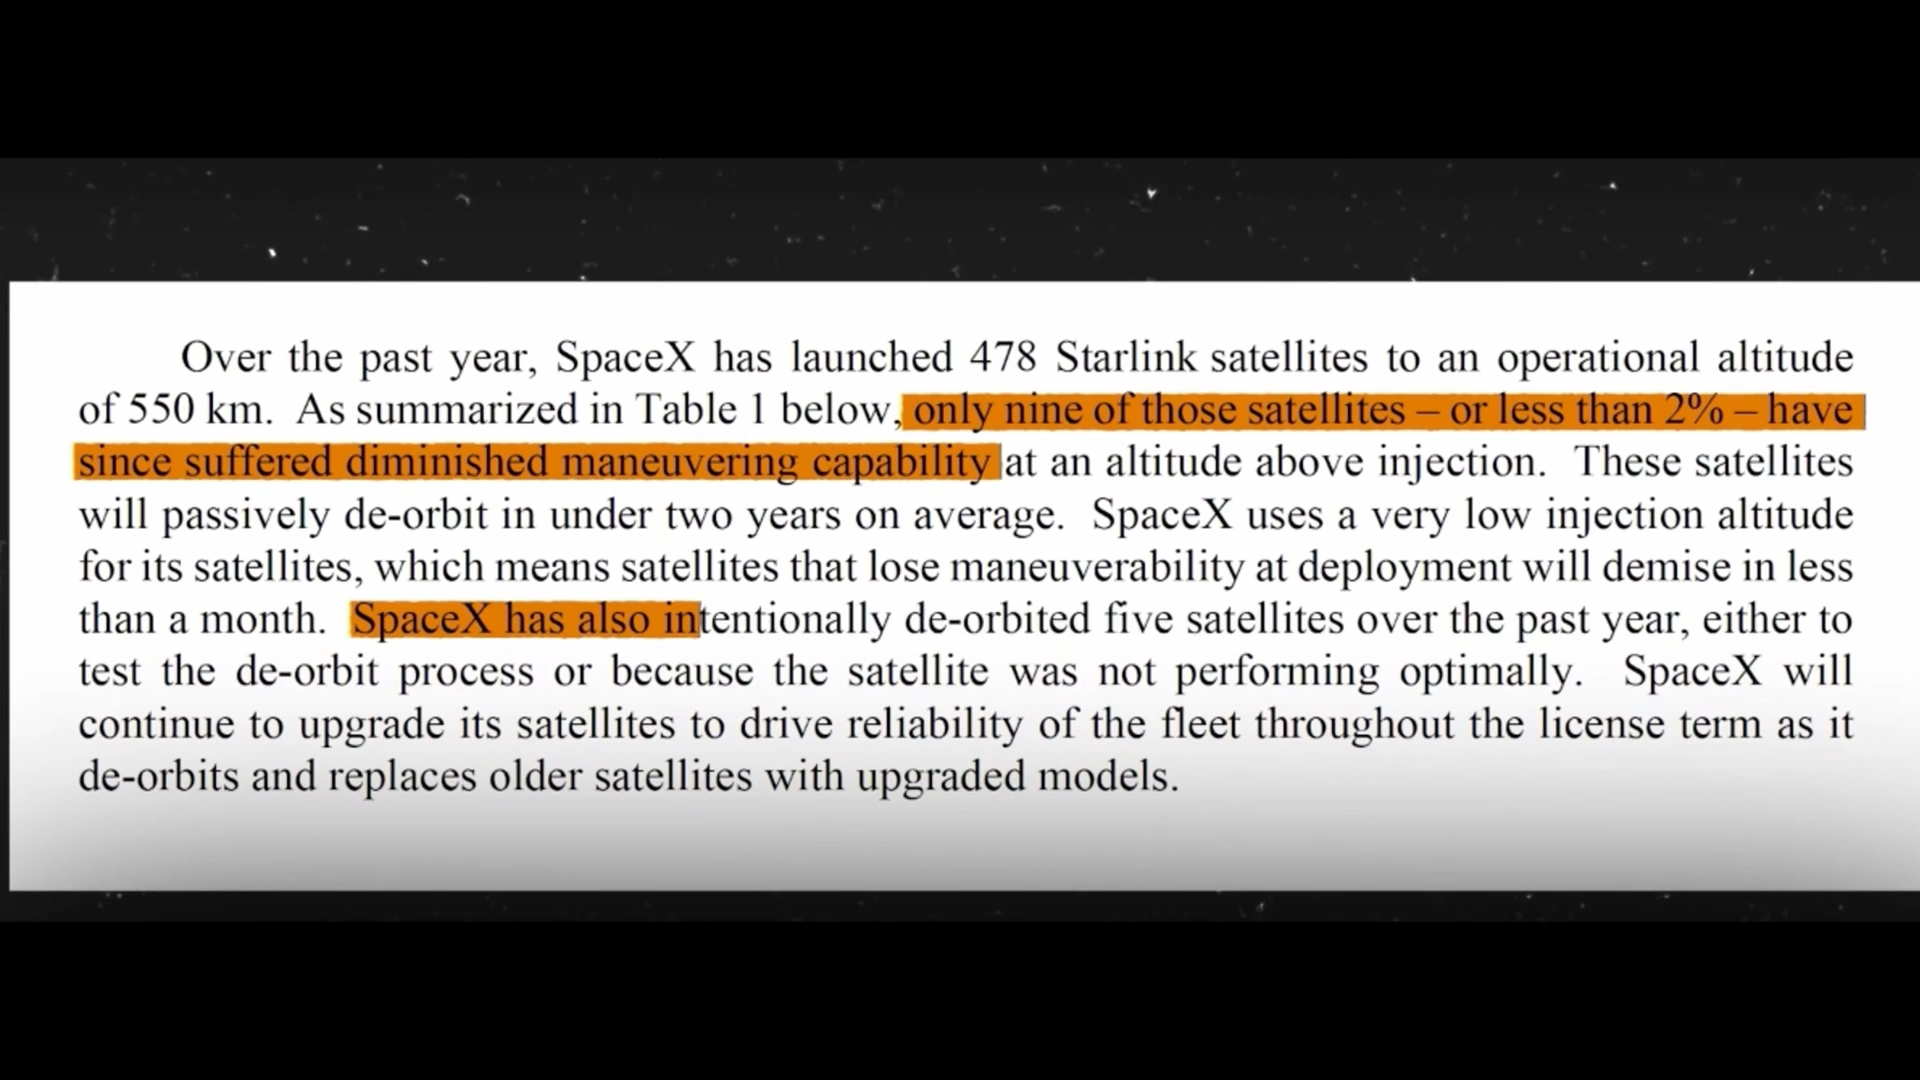 Over the past year, SpaceX has launched 478 Starlink satellites to an operational altitude
of 550 km. As summarized in Table 1 below, only nine of those satellites – or less than 2% – have
since suffered diminished maneuvering capability at an altitude above injection. These satellites
will passively de-orbit in under two years on average. SpaceX uses a very low injection altitude
for its satellites, which means satellites that lose maneuverability at deployment will demise in less
than a month. SpaceX has also intentionally de-orbited five satellites over the past year, either to
test the de-orbit process or because the satellite was not performing optimally. SpaceX will
continue to upgrade its satellites to drive reliability of the fleet throughout the license term as it
de-orbits and replaces older satellites with upgraded models.